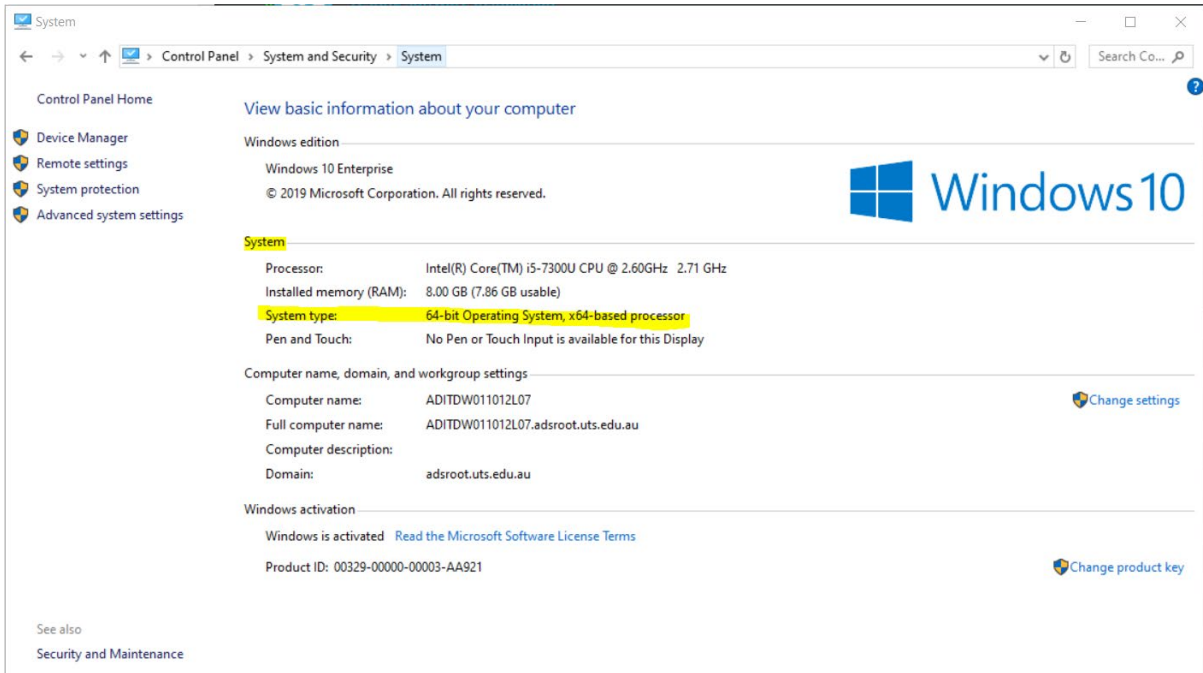 System
Control Panel > System and Security > System
Search Co...
Control Panel Home
Device Manager
Remote settings
System protection
Advanced system settings
See also
Security and Maintenance
?
View basic information about your computer
Windows edition
Windows 10 Enterprise
© 2019 Microsoft Corporation. All rights reserved.
Windows 10
System
Processor: Intel(R) Core(TM) i5-7300U CPU @ 2.60GHz 2.71 GHz
Installed memory (RAM): 8.00 GB (7.86 GB usable)
System type: 64-bit Operating System, x64-based processor
Pen and Touch: No Pen or Touch Input is available for this Display
Computer name, domain, and workgroup settings
Computer name: ADITDW011012L07
Change settings
Full computer name: ADITDW011012L07.adsroot.uts.edu.au
Computer description:
Domain: adsroot.uts.edu.au
Windows activation
Windows is activated Read the Microsoft Software License Terms
Product ID: 00329-00000-00003-AA921
Change product key